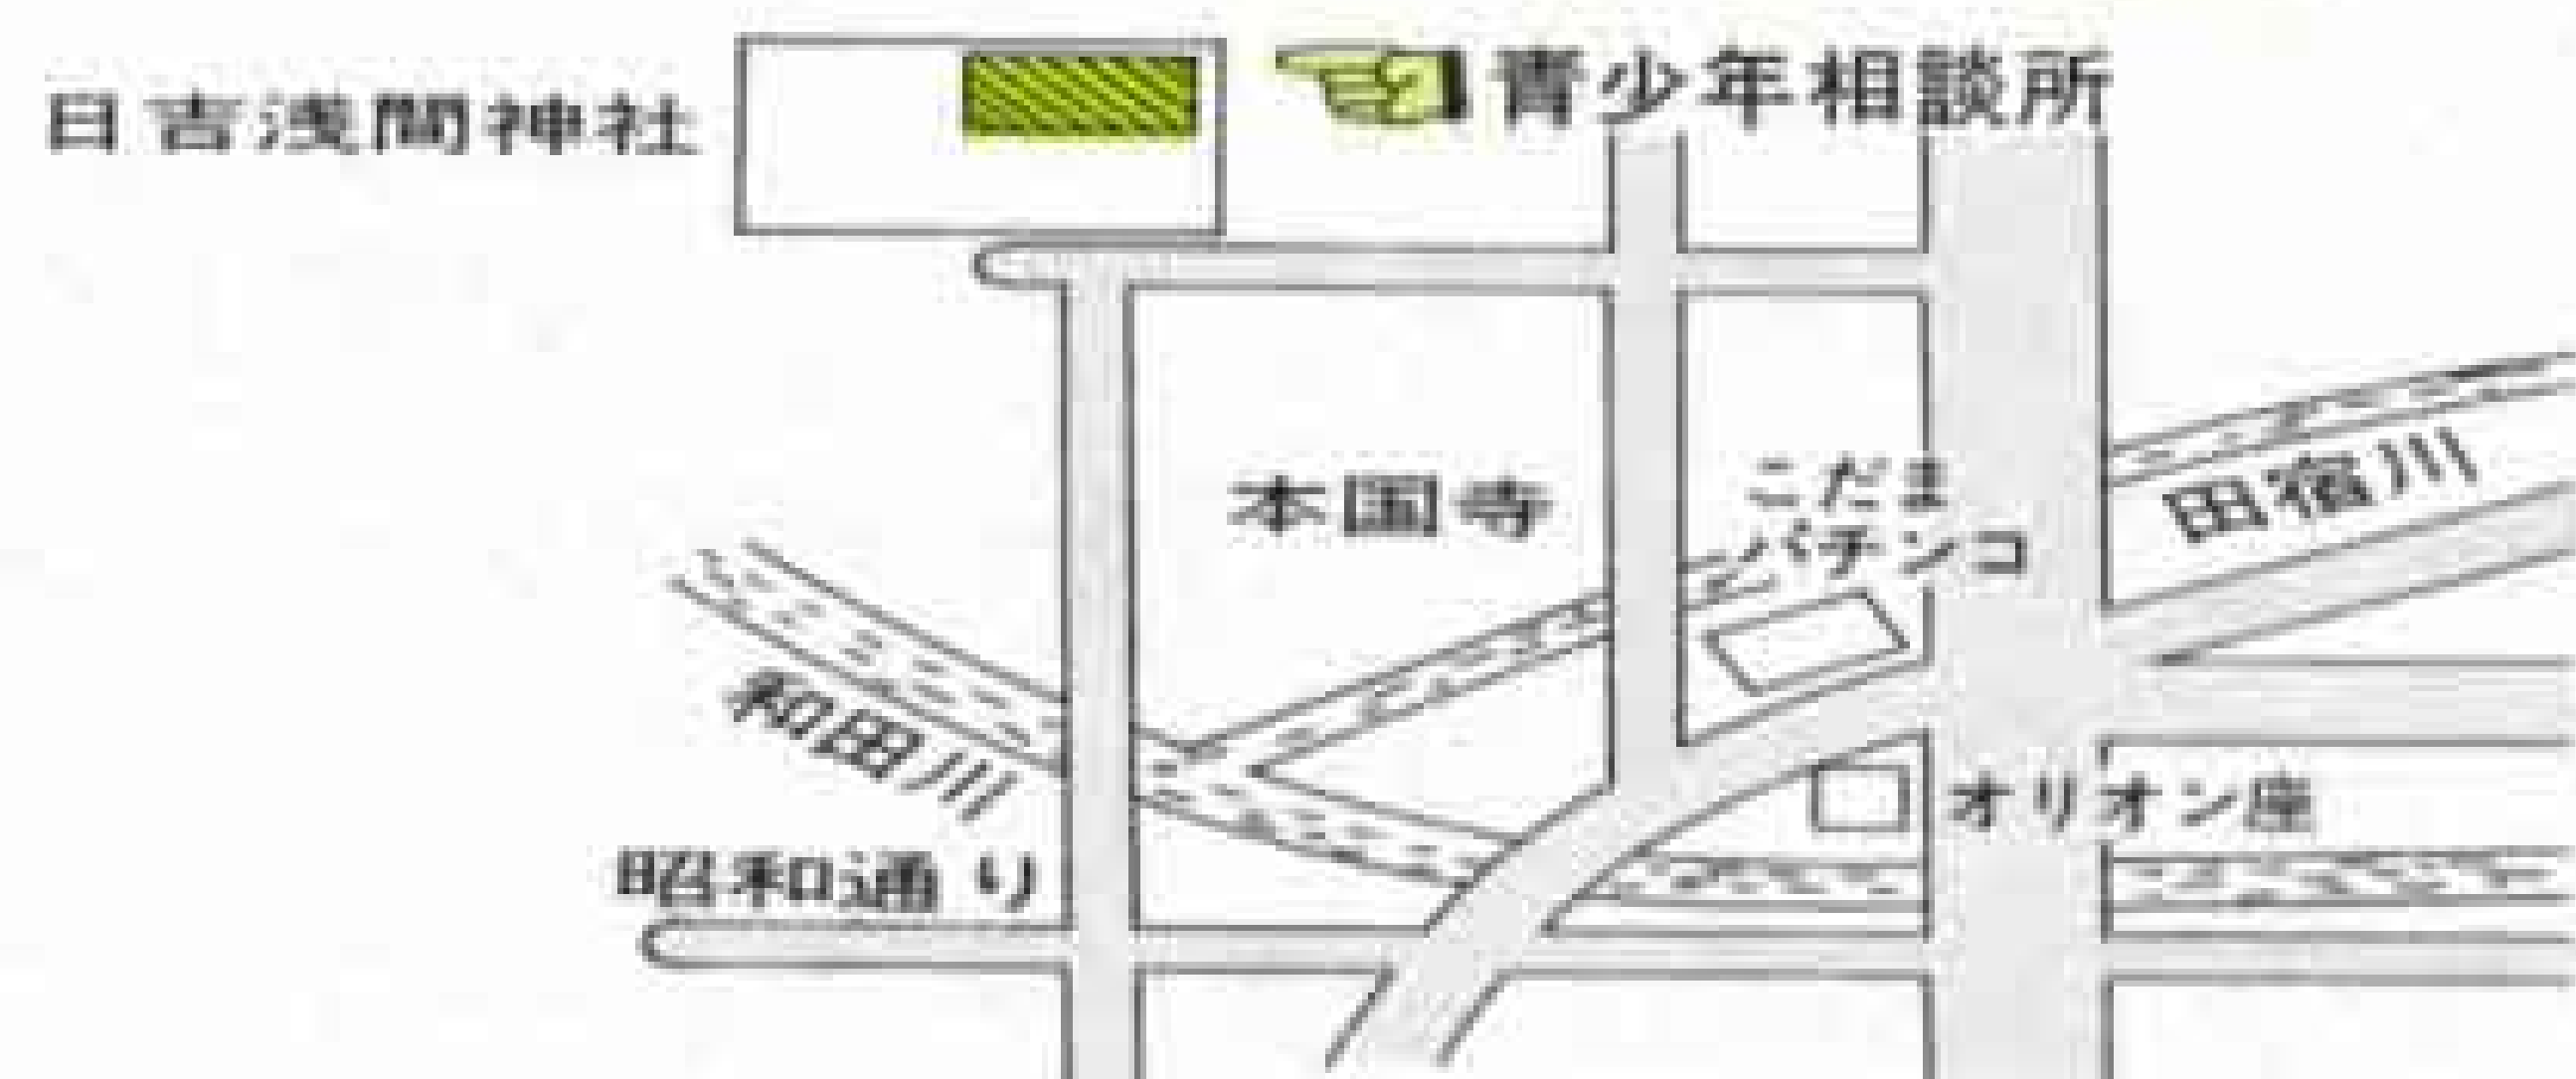 青少年相談所
日吉浅間神社
本国寺
こだま
パチンコ
田宿川
和田川
オリオン座
昭和通り